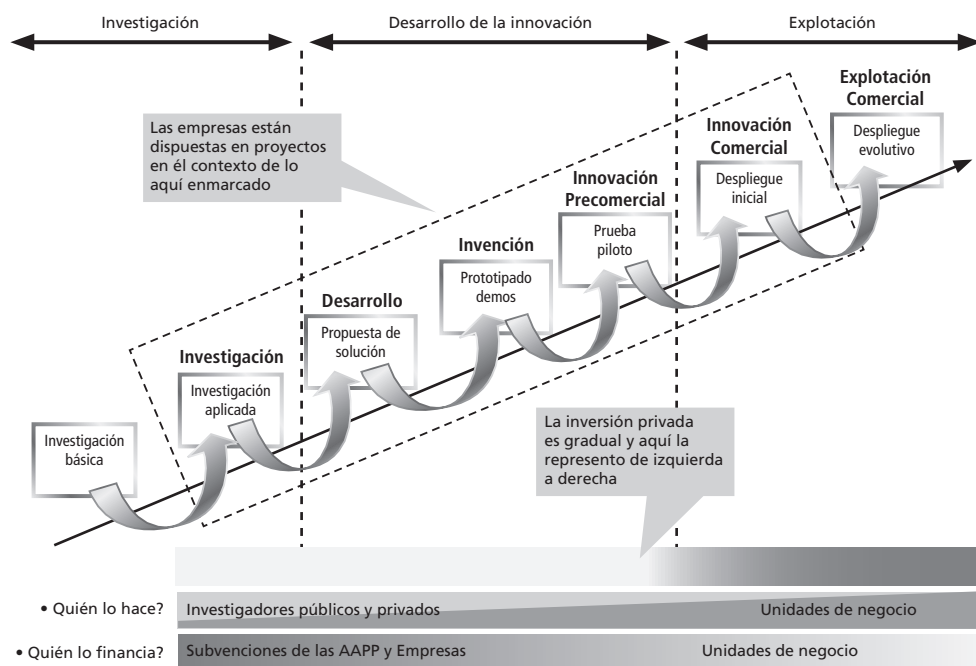 Investigación
Desarrollo de la innovación
Explotación
Las empresas están
dispuestas en proyectos
en él contexto de lo
aquí enmarcado
Explotación
Comercial
Despliegue
evolutivo
Innovación
Comercial
Despliegue
inicial
Innovación
Precomercial
Prueba
piloto
Invención
Prototipado
demos
Desarrollo
Propuesta de
solución
Investigación
Investigación
aplicada
Investigación
básica
La inversión privada
es gradual y aquí la
represento de izquierda
a derecha
• Quién lo hace?
Investigadores públicos y privados
Unidades de negocio
• Quién lo financia?
Subvenciones de las AAPP y Empresas
Unidades de negocio